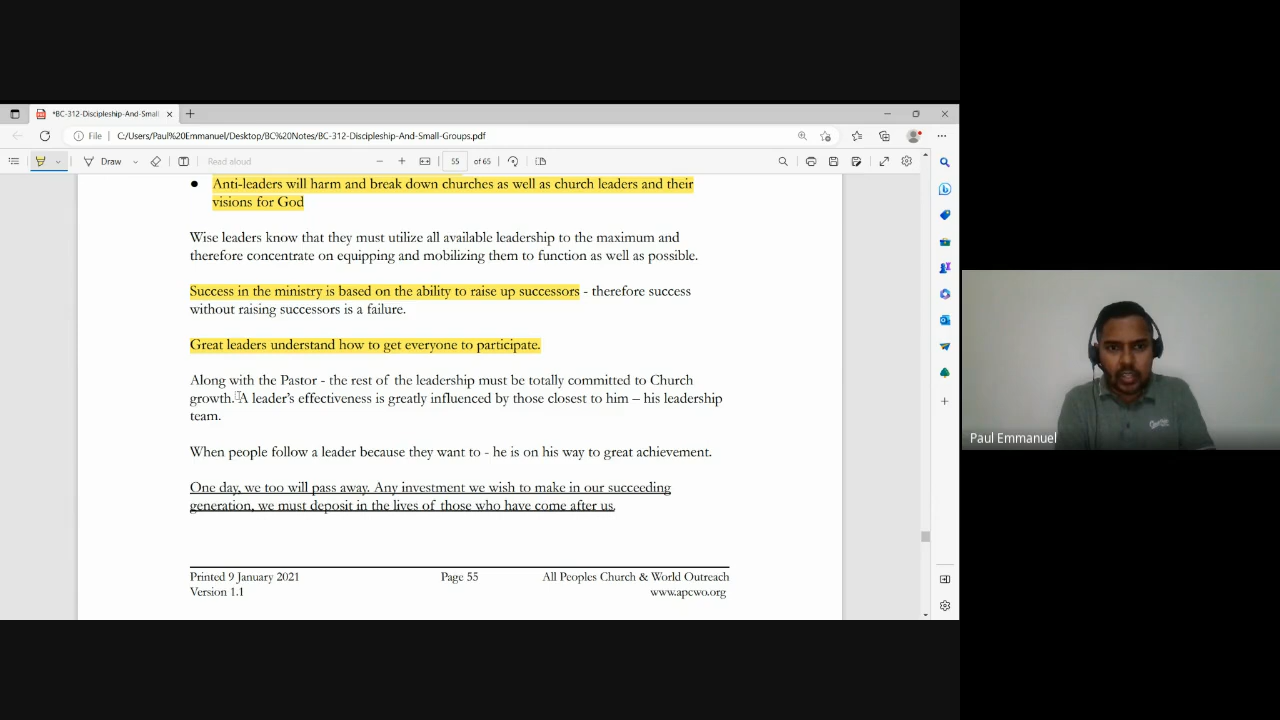 *BC-312-Discipleship-And-Small
File
C:/Users/Paul%20Emmanuel/Desktop/BC%20Notes/BC-312-Discipleship-And-Small-Groups.pdf
Draw
Read aloud
55
of 65
● Anti-leaders will harm and break down churches as well as church leaders and their
visions for God
Wise leaders know that they must utilize all available leadership to the maximum and
therefore concentrate on equipping and mobilizing them to function as well as possible.
Success in the ministry is based on the ability to raise up successors - therefore success
without raising successors is a failure.
Great leaders understand how to get everyone to participate.
Along with the Pastor - the rest of the leadership must be totally committed to Church
growth. A leader's effectiveness is greatly influenced by those closest to him – his leadership
team.
When people follow a leader because they want to - he is on his way to great achievement.
One day, we too will pass away. Any investment we wish to make in our succeeding
generation, we must deposit in the lives of those who have come after us.
Printed 9 January 2021 Page 55 All Peoples Church & World Outreach
Version 1.1 www.apcwo.org
Paul Emmanuel